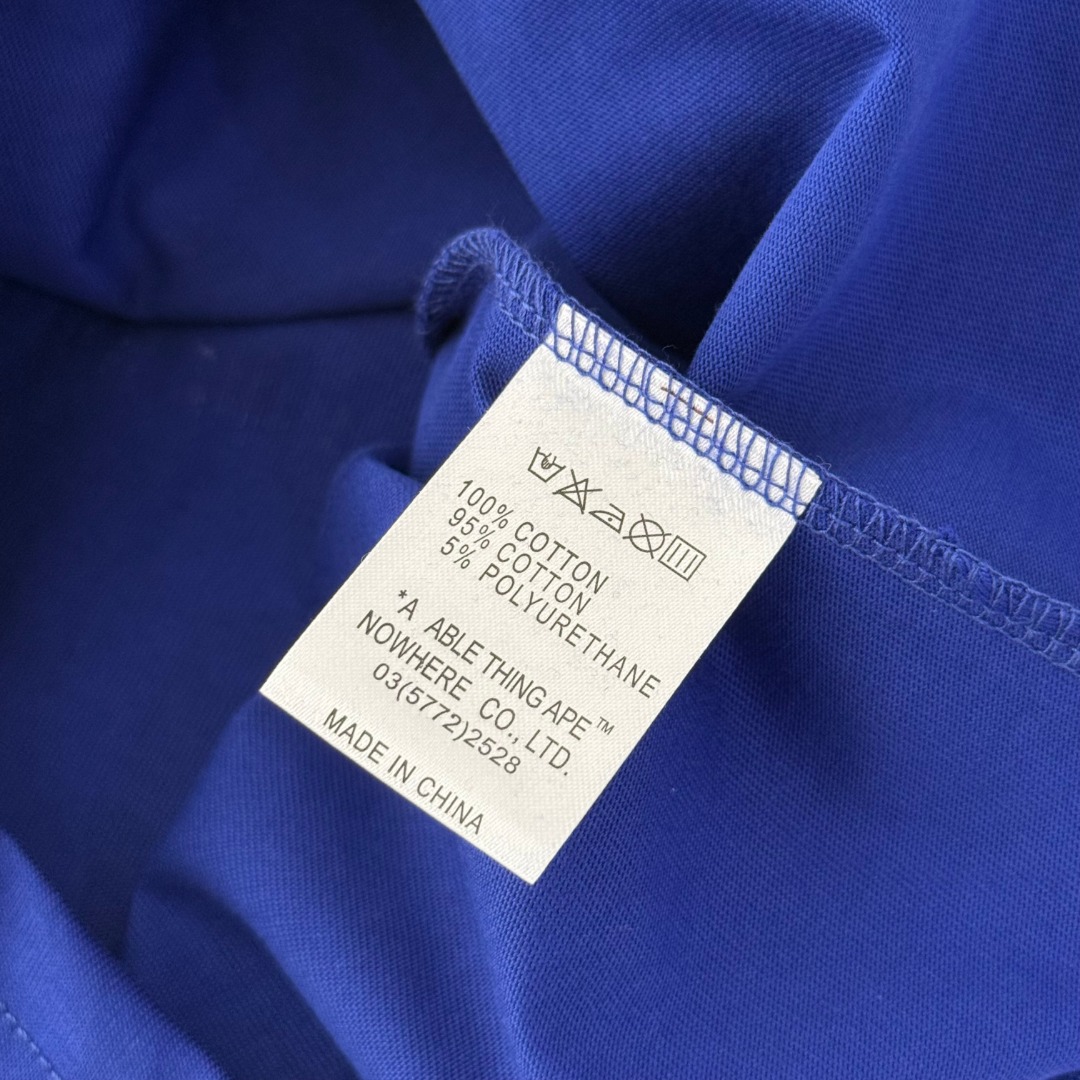 100% COTTON
95% COTTON
5% POLYURETHANE
*A ABLE THING APE™
NOWHERE CO., LTD.
03(5772)2528
MADE IN CHINA